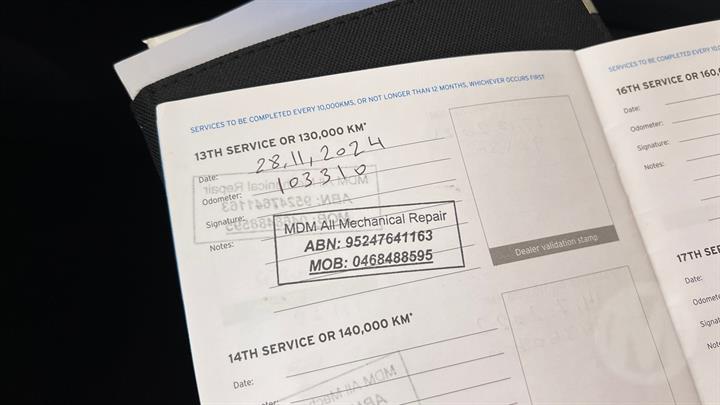 SERVICES TO BE COMPLETED EVERY 10,000KMS, OR NOT LONGER THAN 12 MONTHS, WHICHEVER OCCURS FIRST
13TH SERVICE OR 130,000 KM*
Date: 28,11,2024
Odometer: 103310
Signature:
Notes:
MDM All Mechanical Repair
ABN: 95247641163
MOB: 0468488595
Dealer validation stamp
14TH SERVICE OR 140,000 KM*
Date:
SERVICES TO BE COMPLETED EVERY
16TH SERVICE OR 160,
Date:
Odometer:
Signature:
Notes:
17TH SE
Date:
Odomete
Signat
Notes